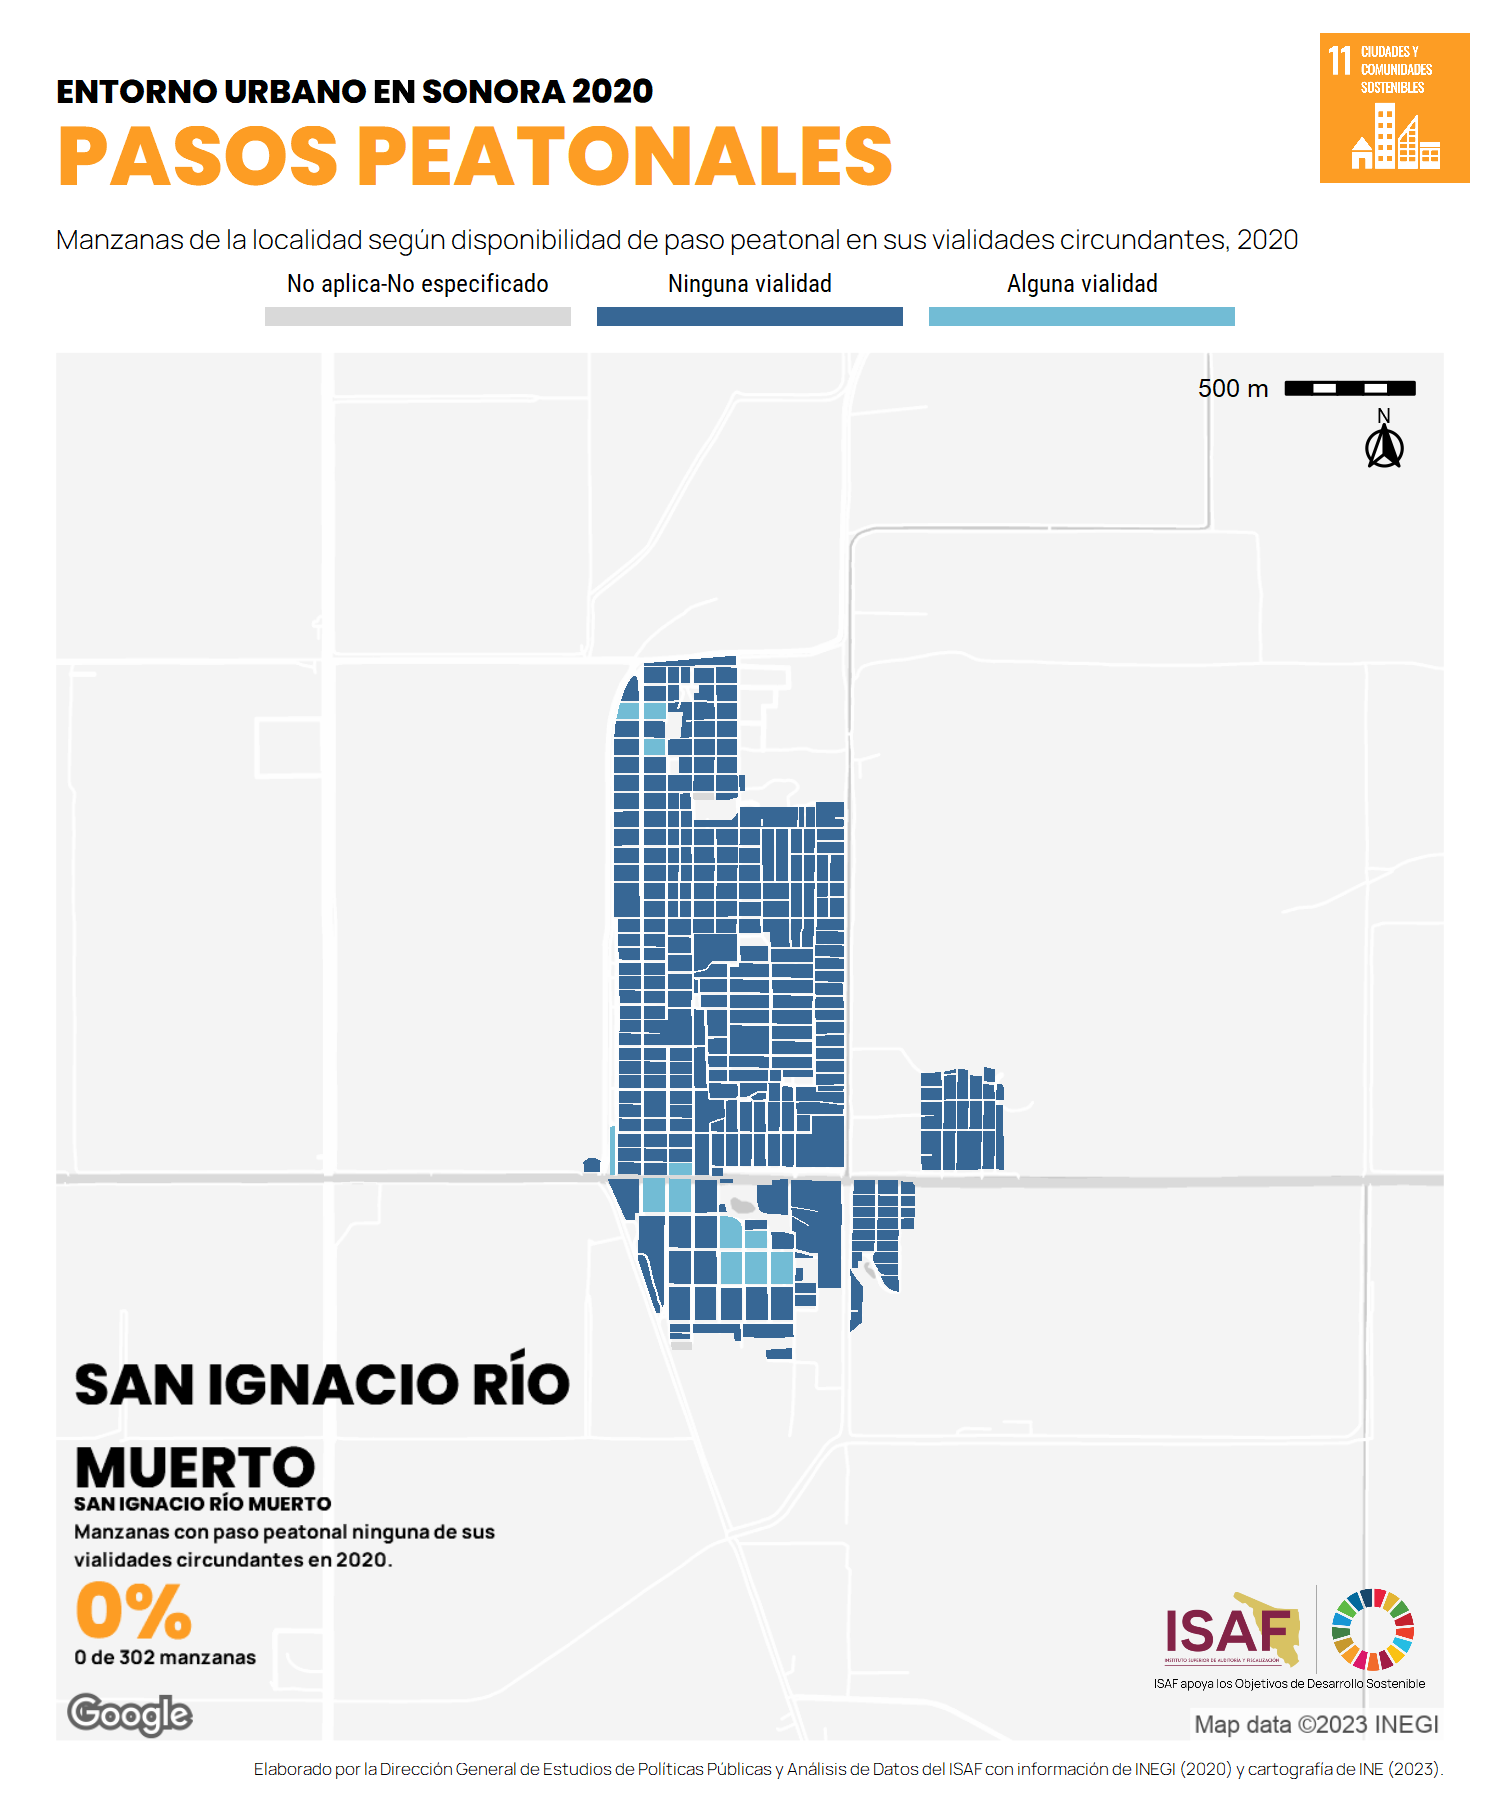 ENTORNO URBANO EN SONORA 2020
PASOS PEATONALES
11 CIUDADES Y
COMUNIDADES
SOSTENIBLES
Manzanas de la localidad según disponibilidad de paso peatonal en sus vialidades circundantes, 2020
No aplica-No especificado
Ninguna vialidad
Alguna vialidad
500 m
N
SAN IGNACIO RÍO
MUERTO
SAN IGNACIO RÍO MUERTO
Manzanas con paso peatonal ninguna de sus
vialidades circundantes en 2020.
0%
0 de 302 manzanas
Google
ISAF
INSTITUTO SUPERIOR DE AUDITORÍA Y FISCALIZACIÓN
ISAF apoya los Objetivos de Desarrollo Sostenible
Map data ©2023 INEGI
Elaborado por la Dirección General de Estudios de Políticas Públicas y Análisis de Datos del ISAF con información de INEGI (2020) y cartografía de INE (2023).